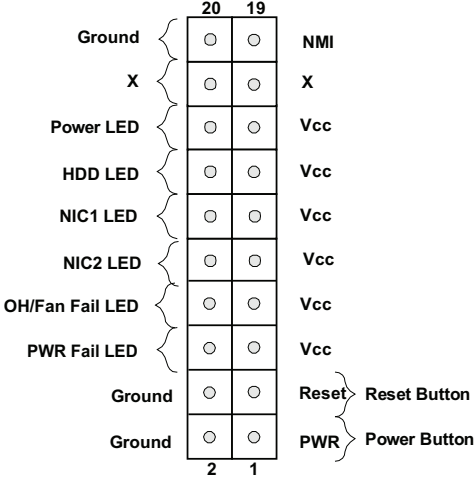 20 19
Ground NMI
X X
Power LED Vcc
HDD LED Vcc
NIC1 LED Vcc
NIC2 LED Vcc
OH/Fan Fail LED Vcc
PWR Fail LED Vcc
Ground Reset Reset Button
Ground PWR Power Button
2 1